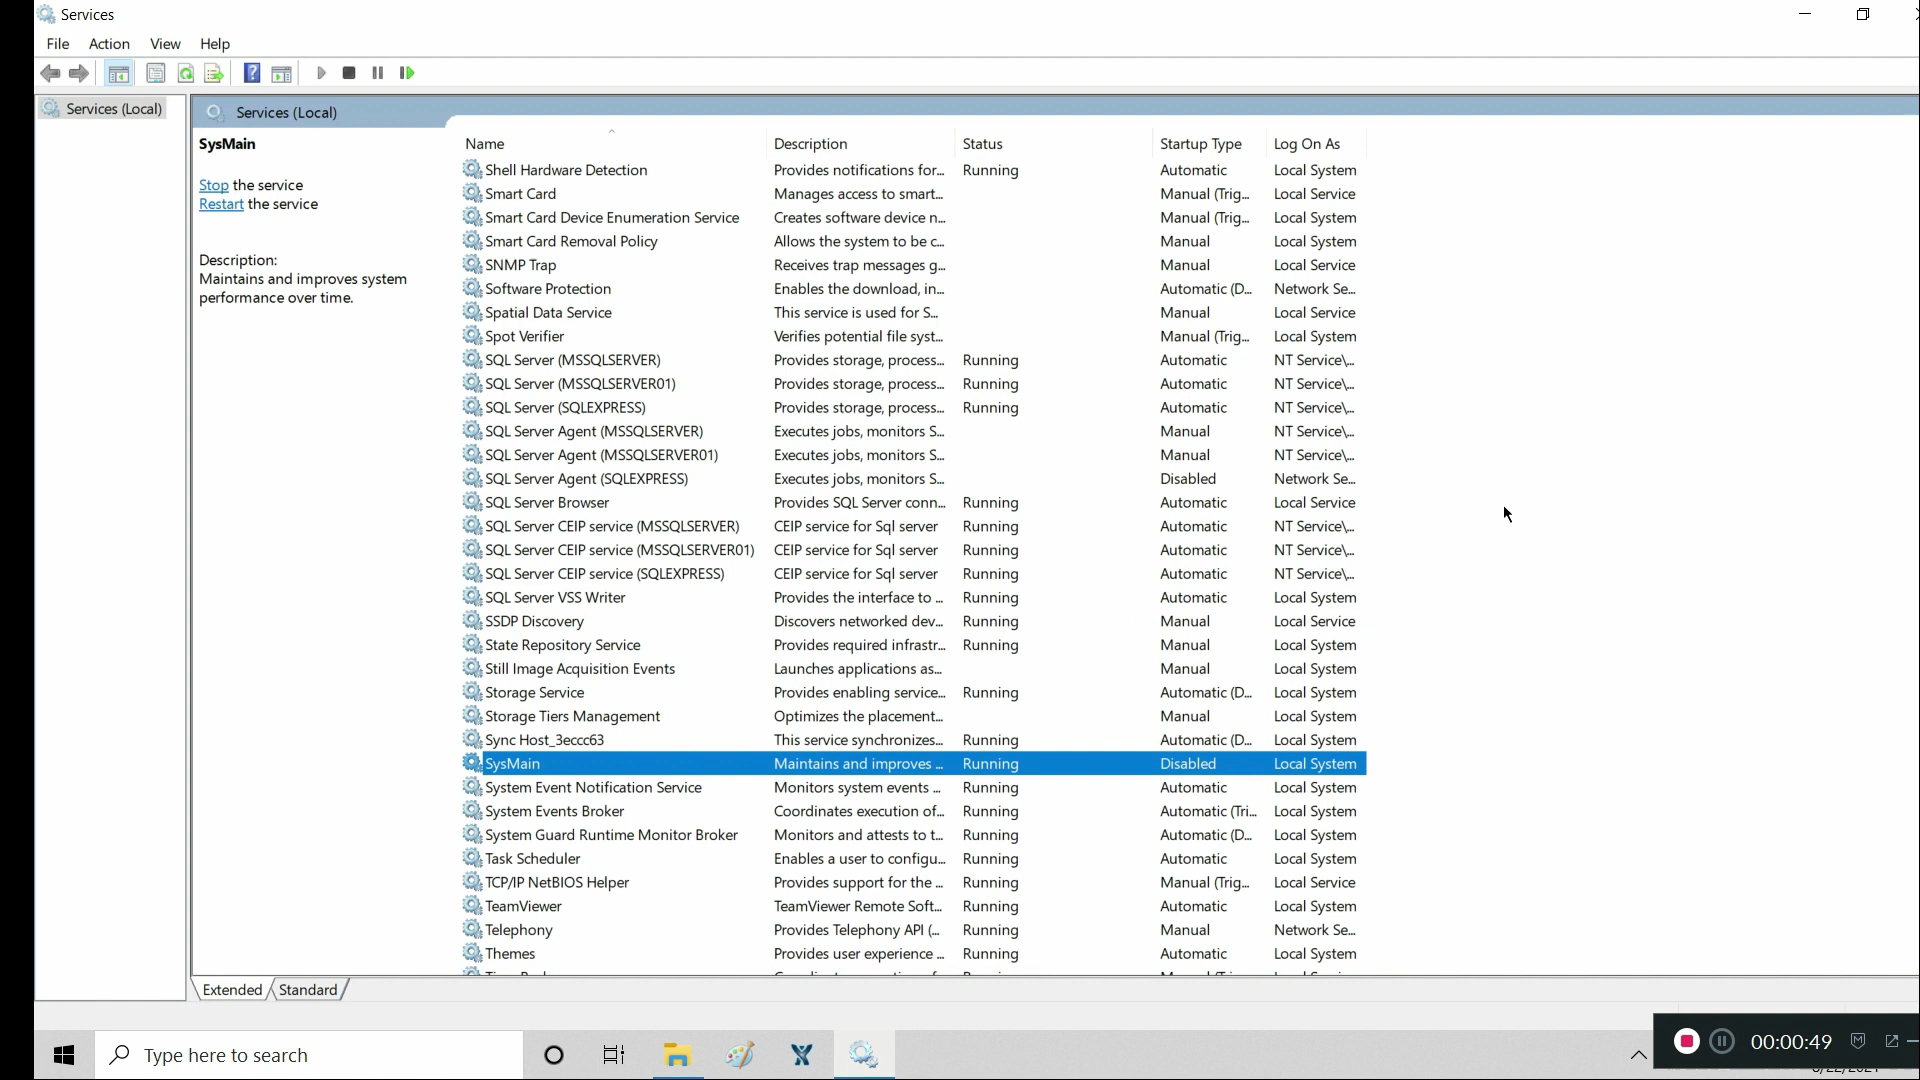 Services
File Action View Help
Services (Local)
Services (Local)
SysMain
Stop the service
Restart the service
Description:
Maintains and improves system
performance over time.
Name Description Status Startup Type Log On As
Shell Hardware Detection Provides notifications for... Running Automatic Local System
Smart Card Manages access to smart... Manual (Trig... Local Service
Smart Card Device Enumeration Service Creates software device n... Manual (Trig... Local System
Smart Card Removal Policy Allows the system to be c... Manual Local System
SNMP Trap Receives trap messages g... Manual Local Service
Software Protection Enables the download, in... Automatic (D... Network Se...
Spatial Data Service This service is used for S... Manual Local Service
Spot Verifier Verifies potential file syst... Manual (Trig... Local System
SQL Server (MSSQLSERVER) Provides storage, process... Running Automatic NT Service\...
SQL Server (MSSQLSERVER01) Provides storage, process... Running Automatic NT Service\...
SQL Server (SQLEXPRESS) Provides storage, process... Running Automatic NT Service\...
SQL Server Agent (MSSQLSERVER) Executes jobs, monitors S... Manual NT Service\...
SQL Server Agent (MSSQLSERVER01) Executes jobs, monitors S... Manual NT Service\...
SQL Server Agent (SQLEXPRESS) Executes jobs, monitors S... Disabled Network Se...
SQL Server Browser Provides SQL Server conn... Running Automatic Local Service
SQL Server CEIP service (MSSQLSERVER) CEIP service for Sql server Running Automatic NT Service\...
SQL Server CEIP service (MSSQLSERVER01) CEIP service for Sql server Running Automatic NT Service\...
SQL Server CEIP service (SQLEXPRESS) CEIP service for Sql server Running Automatic NT Service\...
SQL Server VSS Writer Provides the interface to ... Running Automatic Local System
SSDP Discovery Discovers networked dev... Running Manual Local Service
State Repository Service Provides required infrastr... Running Manual Local System
Still Image Acquisition Events Launches applications as... Manual Local System
Storage Service Provides enabling service... Running Automatic (D... Local System
Storage Tiers Management Optimizes the placement... Manual Local System
Sync Host_3eccc63 This service synchronizes... Running Automatic (D... Local System
SysMain Maintains and improves ... Running Disabled Local System
System Event Notification Service Monitors system events ... Running Automatic Local System
System Events Broker Coordinates execution of... Running Automatic (Tri... Local System
System Guard Runtime Monitor Broker Monitors and attests to t... Running Automatic (D... Local System
Task Scheduler Enables a user to configu... Running Automatic Local System
TCP/IP NetBIOS Helper Provides support for the ... Running Manual (Trig... Local Service
TeamViewer TeamViewer Remote Soft... Running Automatic Local System
Telephony Provides Telephony API (... Running Manual Network Se...
Themes Provides user experience ... Running Automatic Local System
Extended Standard
Type here to search
00:00:49